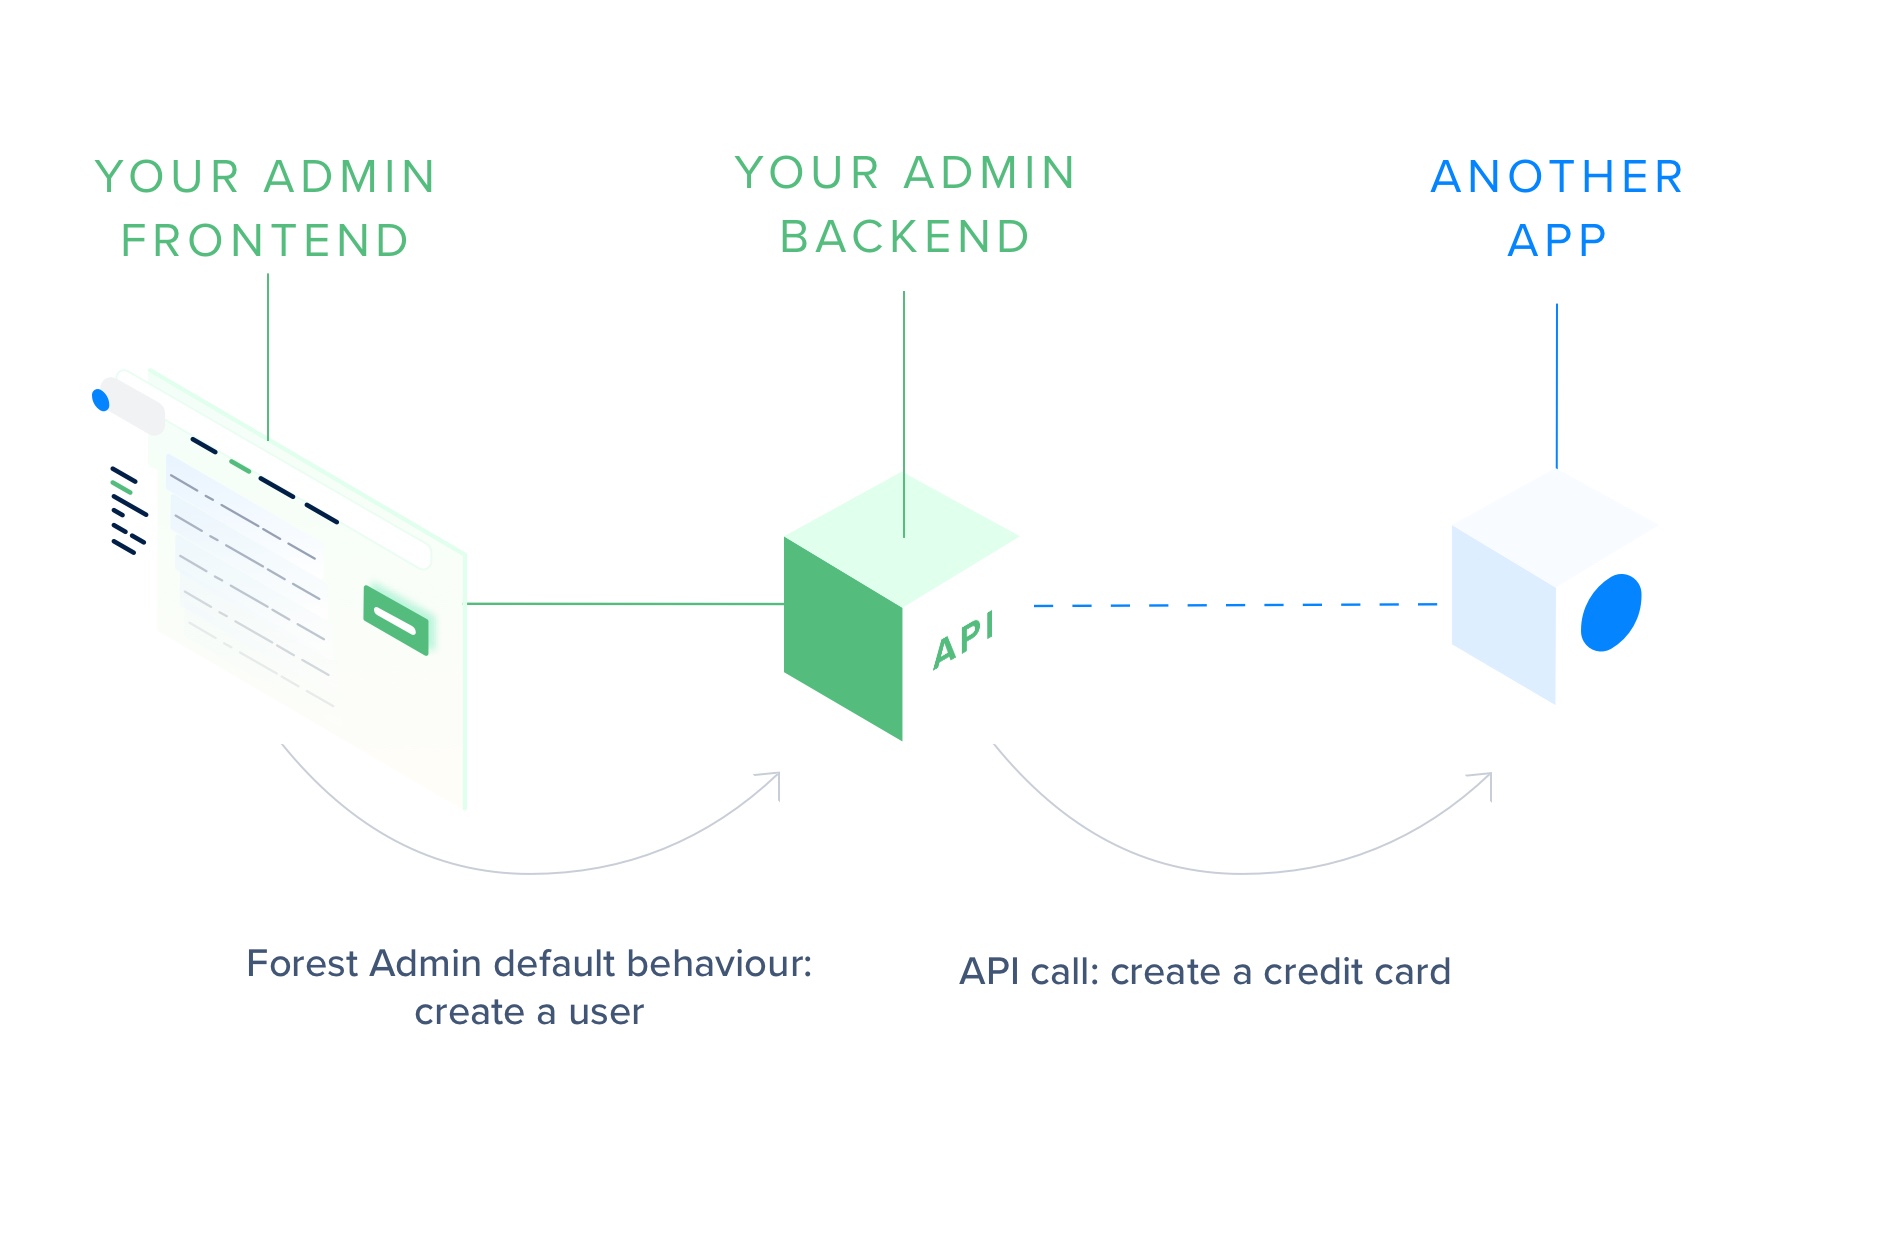 YOUR ADMIN
FRONTEND
YOUR ADMIN
BACKEND
ANOTHER
APP
API
Forest Admin default behaviour:
create a user
API call: create a credit card